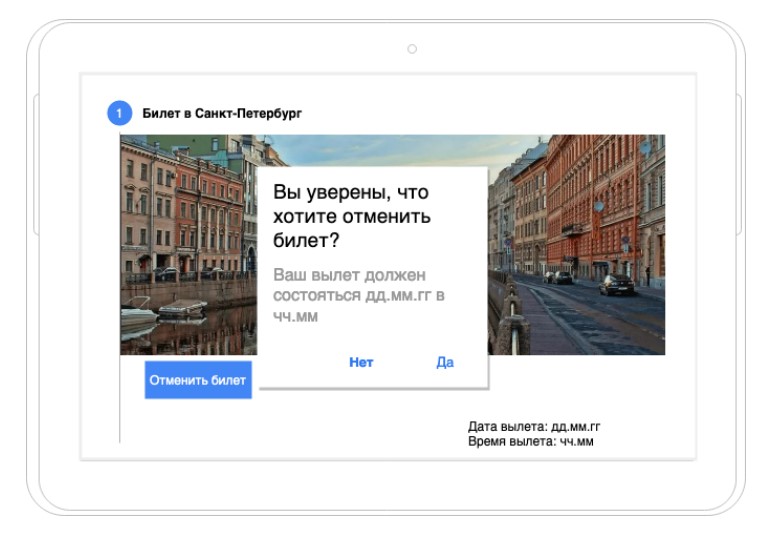 1 Билет в Санкт-Петербург
Вы уверены, что
хотите отменить
билет?
Ваш вылет должен
состояться дд.мм.гг в
чч.мм
Нет Да
Отменить билет
Дата вылета: дд.мм.гг
Время вылета: чч.мм